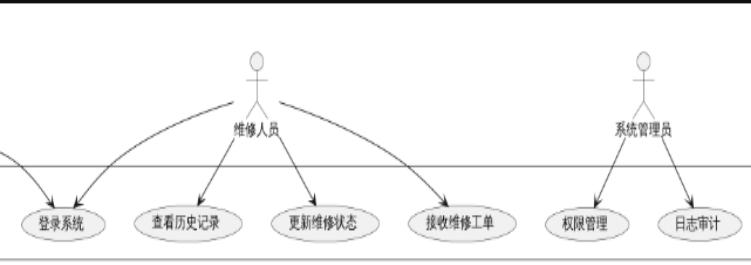 维修人员
系统管理员
登录系统
查看历史记录
更新维修状态
接收维修工单
权限管理
日志审计